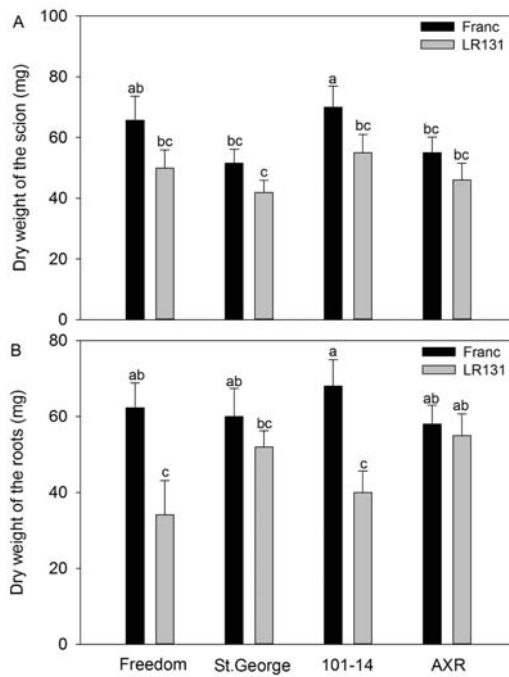 A
100
80
60
40
20
0
Dry weight of the scion (mg)
Franc
LR131
ab
bc
bc
c
a
bc
bc
bc
B
80
60
40
20
0
Dry weight of the roots (mg)
Franc
LR131
ab
c
ab
bc
a
c
ab
ab
Freedom St.George 101-14 AXR